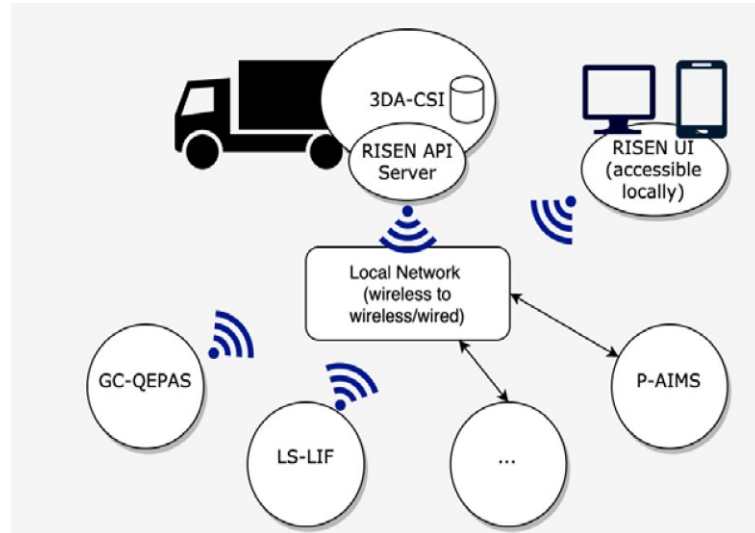 3DA-CSI
RISEN API
Server
RISEN UI
(accessible
locally)
Local Network
(wireless to
wireless/wired)
GC-QEPAS
P-AIMS
LS-LIF
...